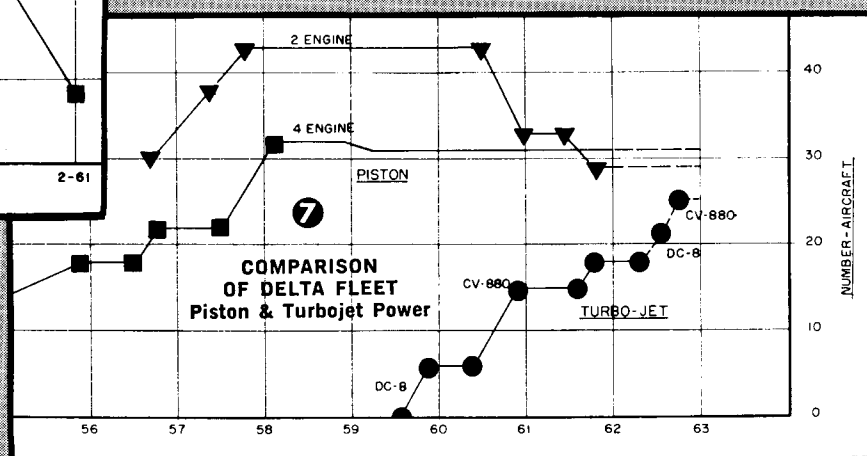 2-61
2 ENGINE
4 ENGINE
PISTON
7
COMPARISON
OF DELTA FLEET
Piston & Turbojet Power
CV-880
DC-8
TURBO-JET
CV-880
DC-8
40
30
20
10
0
NUMBER-AIRCRAFT
56 57 58 59 60 61 62 63